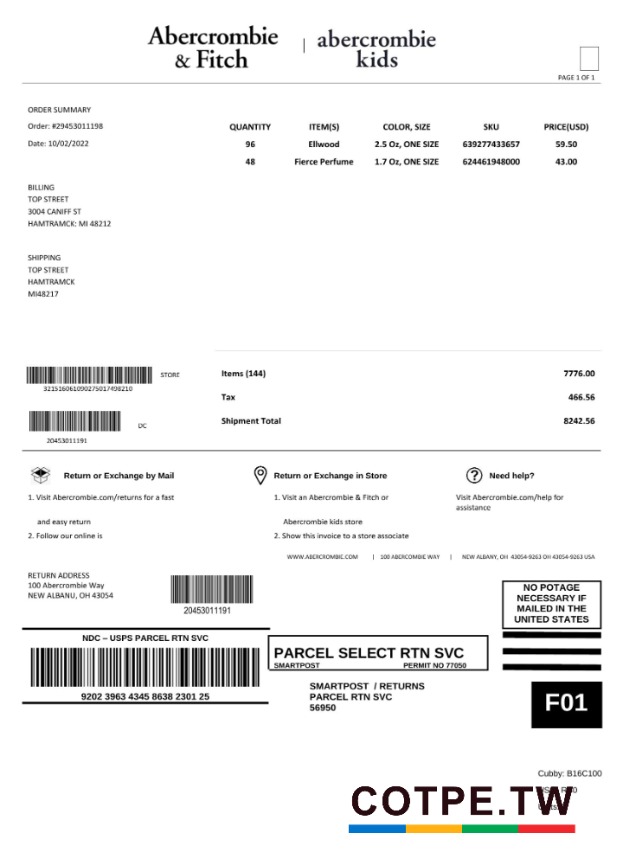 Abercrombie & Fitch | abercrombie kids
PAGE 1 OF 1
ORDER SUMMARY
Order: #29453011198
Date: 10/02/2022
QUANTITY ITEM(S) COLOR, SIZE SKU PRICE(USD)
96 Ellwood 2.5 Oz, ONE SIZE 639277433657 59.50
48 Fierce Perfume 1.7 Oz, ONE SIZE 624461948000 43.00
BILLING
TOP STREET
3004 CANIFF ST
HAMTRAMCK: MI 48212
SHIPPING
TOP STREET
HAMTRAMCK
MI48217
STORE
321516061090275017498210
DC
20453011191
Items (144) 7776.00
Tax 466.56
Shipment Total 8242.56
Return or Exchange by Mail
1. Visit Abercrombie.com/returns for a fast
and easy return
2. Follow our online is
Return or Exchange in Store
1. Visit an Abercrombie & Fitch or
Abercrombie kids store
2. Show this invoice to a store associate
Need help?
Visit Abercrombie.com/help for
assistance
WWW.ABERCROMBIE.COM | 100 ABERCOMBIE WAY | NEW ALBANY, OH 43054-9263 OH 43054-9263 USA
RETURN ADDRESS
100 Abercrombie Way
NEW ALBANU, OH 43054
20453011191
NO POTAGE
NECESSARY IF
MAILED IN THE
UNITED STATES
NDC – USPS PARCEL RTN SVC
9202 3963 4345 8638 2301 25
PARCEL SELECT RTN SVC
SMARTPOST PERMIT NO 77050
SMARTPOST / RETURNS
PARCEL RTN SVC
56950
F01
Cubby: B16C100
COTPE.TW